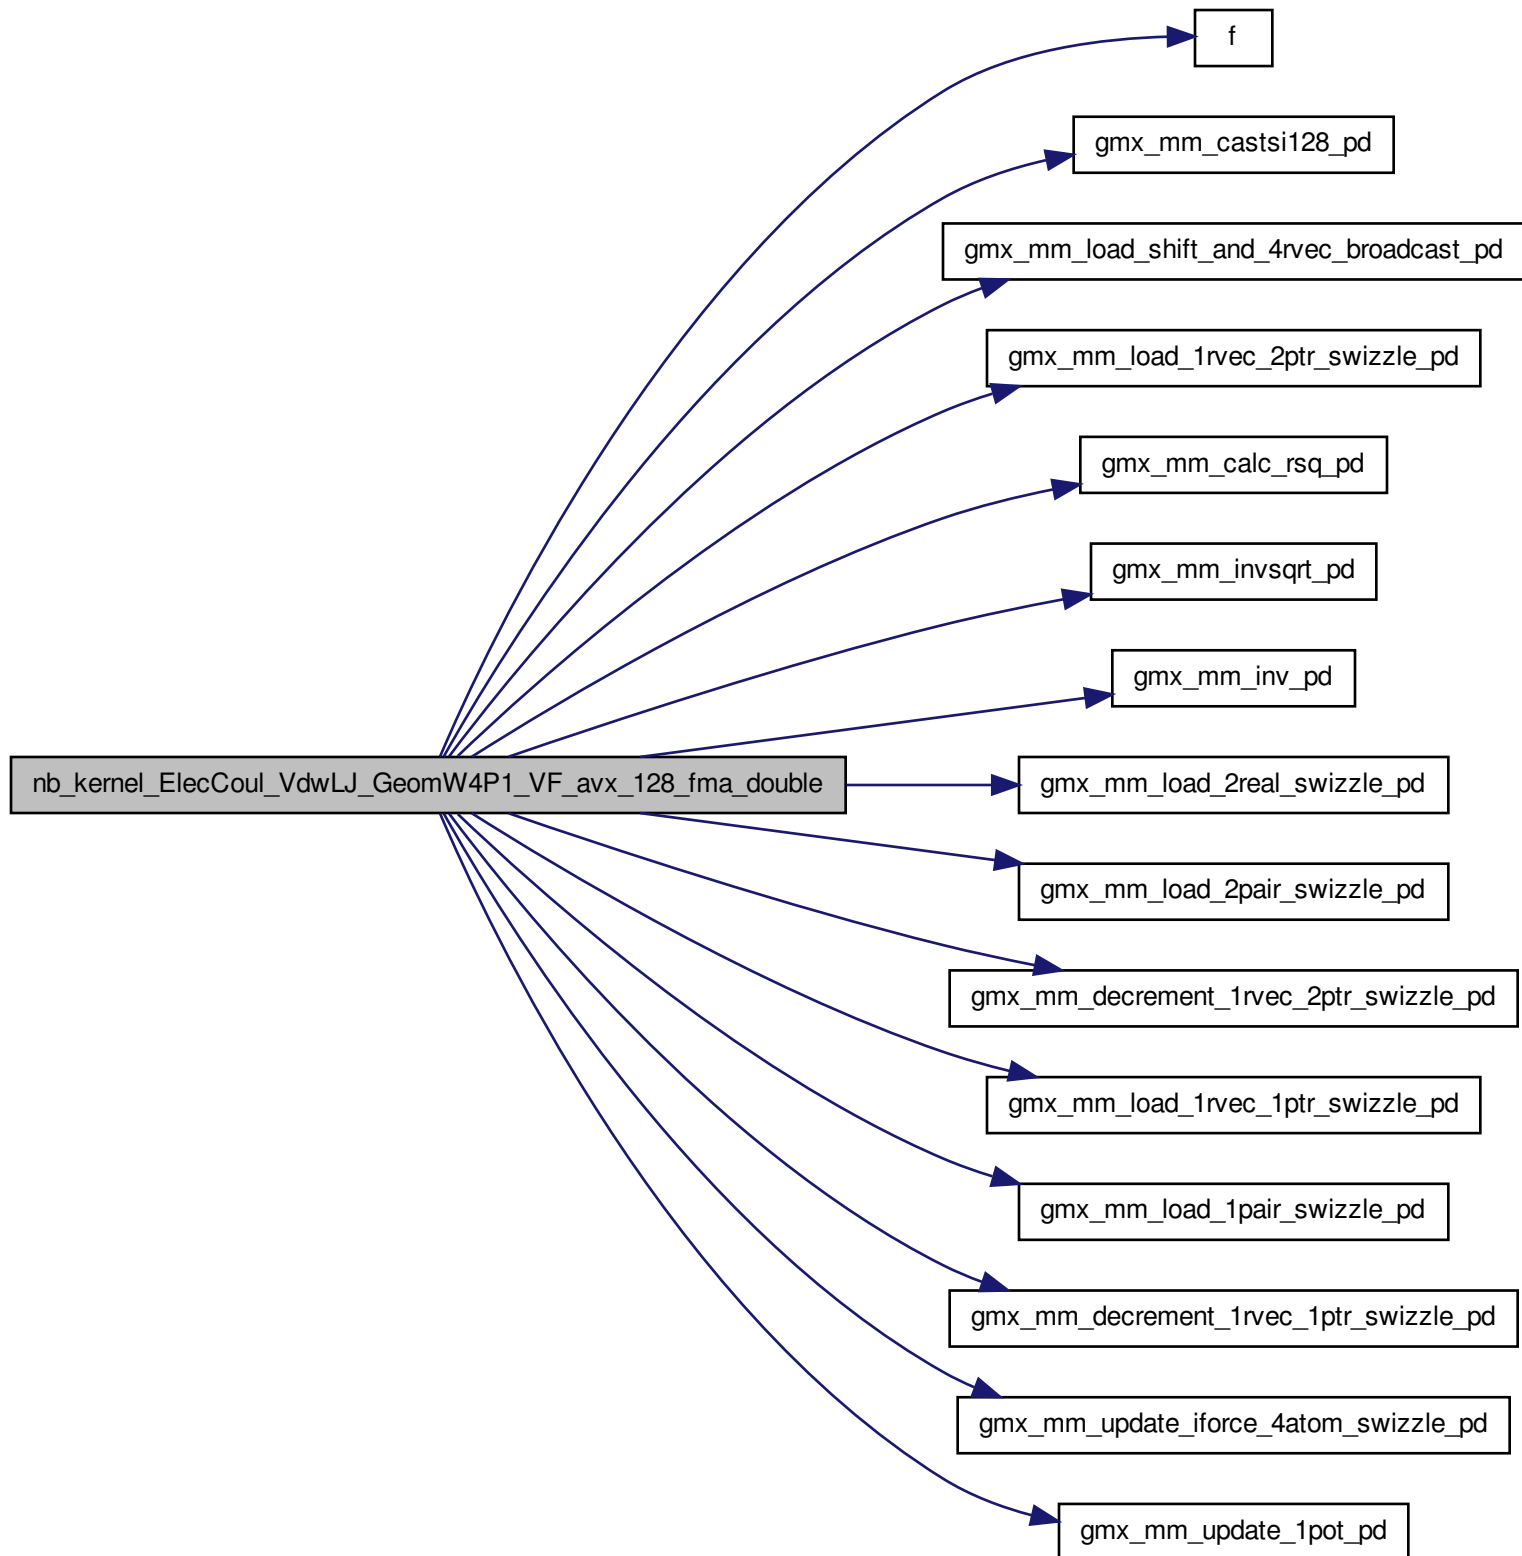 f
gmx_mm_castsi128_pd
gmx_mm_load_shift_and_4rvec_broadcast_pd
gmx_mm_load_1rvec_2ptr_swizzle_pd
gmx_mm_calc_rsq_pd
gmx_mm_invsqrt_pd
gmx_mm_inv_pd
nb_kernel_ElecCoul_VdwLJ_GeomW4P1_VF_avx_128_fma_double
gmx_mm_load_2real_swizzle_pd
gmx_mm_load_2pair_swizzle_pd
gmx_mm_decrement_1rvec_2ptr_swizzle_pd
gmx_mm_load_1rvec_1ptr_swizzle_pd
gmx_mm_load_1pair_swizzle_pd
gmx_mm_decrement_1rvec_1ptr_swizzle_pd
gmx_mm_update_iforce_4atom_swizzle_pd
gmx_mm_update_1pot_pd